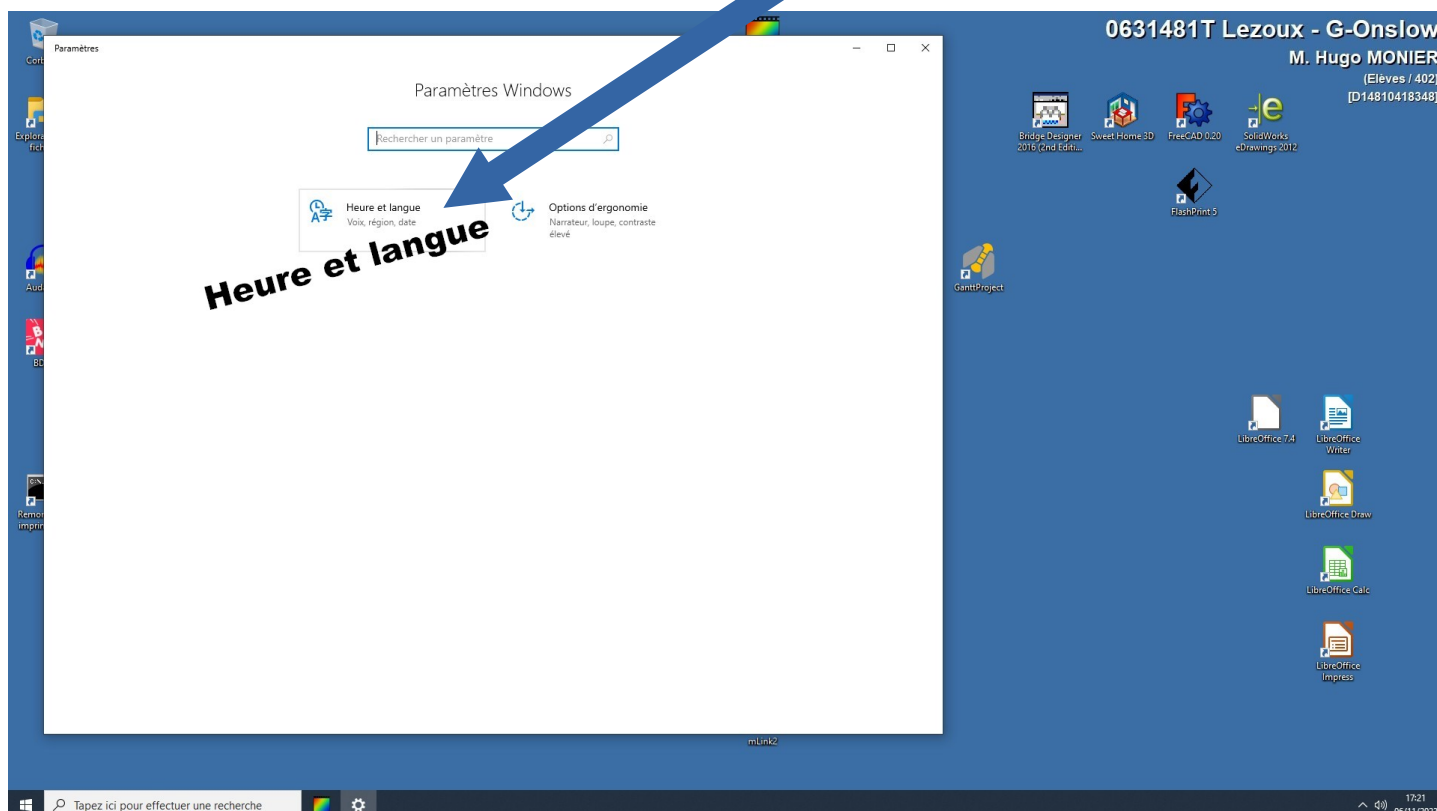 0631481T Lezoux - G-Onslow
M. Hugo MONIER
(Elèves / 402)
[D14810418348]
Paramètres
Paramètres Windows
Rechercher un paramètre
Heure et langue
Voix, région, date
Options d'ergonomie
Narrateur, loupe, contraste
élevé
Heure et langue
Bridge Designer
2016 (2nd Editi...
Sweet Home 3D
FreeCAD 0.20
SolidWorks
eDrawings 2012
FlashPrint 5
GanttProject
LibreOffice 7.4
LibreOffice
Writer
LibreOffice Draw
LibreOffice Calc
LibreOffice
Impress
mLink2
Tapez ici pour effectuer une recherche
17:21